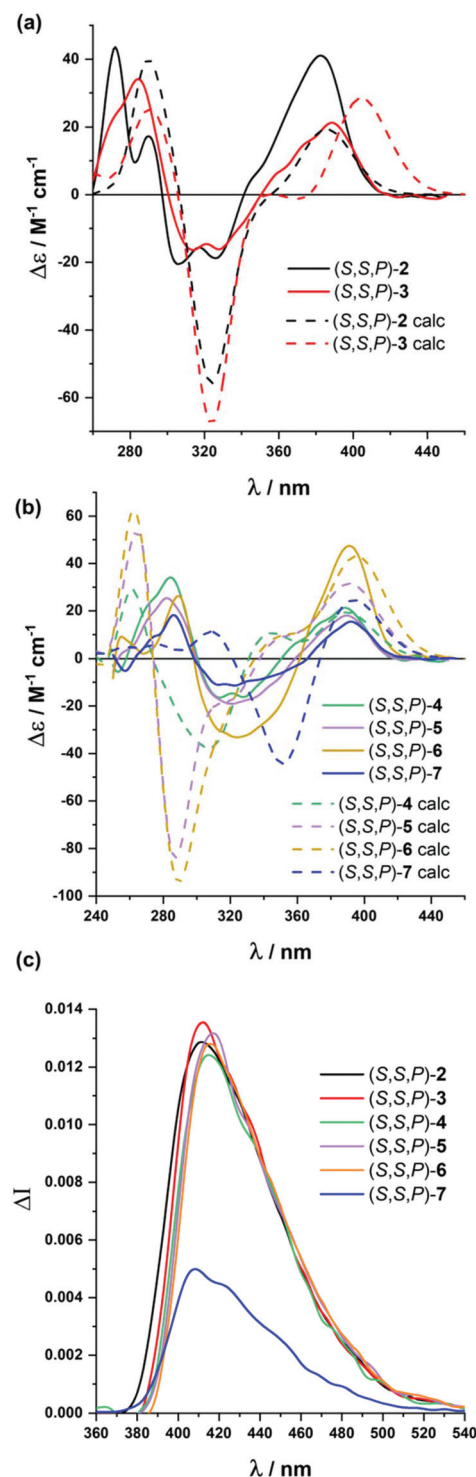 (a)
40
20
0
-20
-40
-60
Δε / M⁻¹ cm⁻¹
(S,S,P)-2
(S,S,P)-3
(S,S,P)-2 calc
(S,S,P)-3 calc
280 320 360 400 440
λ / nm
(b)
60
40
20
0
-20
-40
-60
-80
-100
Δε / M⁻¹ cm⁻¹
(S,S,P)-4
(S,S,P)-5
(S,S,P)-6
(S,S,P)-7
(S,S,P)-4 calc
(S,S,P)-5 calc
(S,S,P)-6 calc
(S,S,P)-7 calc
240 280 320 360 400 440
λ / nm
(c)
0.014
0.012
0.010
0.008
0.006
0.004
0.002
0.000
ΔI
(S,S,P)-2
(S,S,P)-3
(S,S,P)-4
(S,S,P)-5
(S,S,P)-6
(S,S,P)-7
360 380 400 420 440 460 480 500 520 540
λ / nm